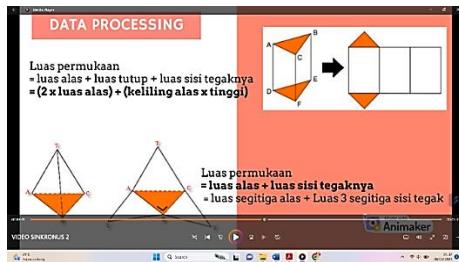 DATA PROCESSING
Luas permukaan
= luas alas + luas tutup + luas sisi tegaknya
= (2 x luas alas) + (keliling alas x tinggi)
A
B
C
D
E
F
T
A
C
T
A
C
Luas permukaan
= luas alas + luas sisi tegaknya
= luas segitiga alas + Luas 3 segitiga sisi tegak
Animaker
VIDEO SINKRONUS 2
Search